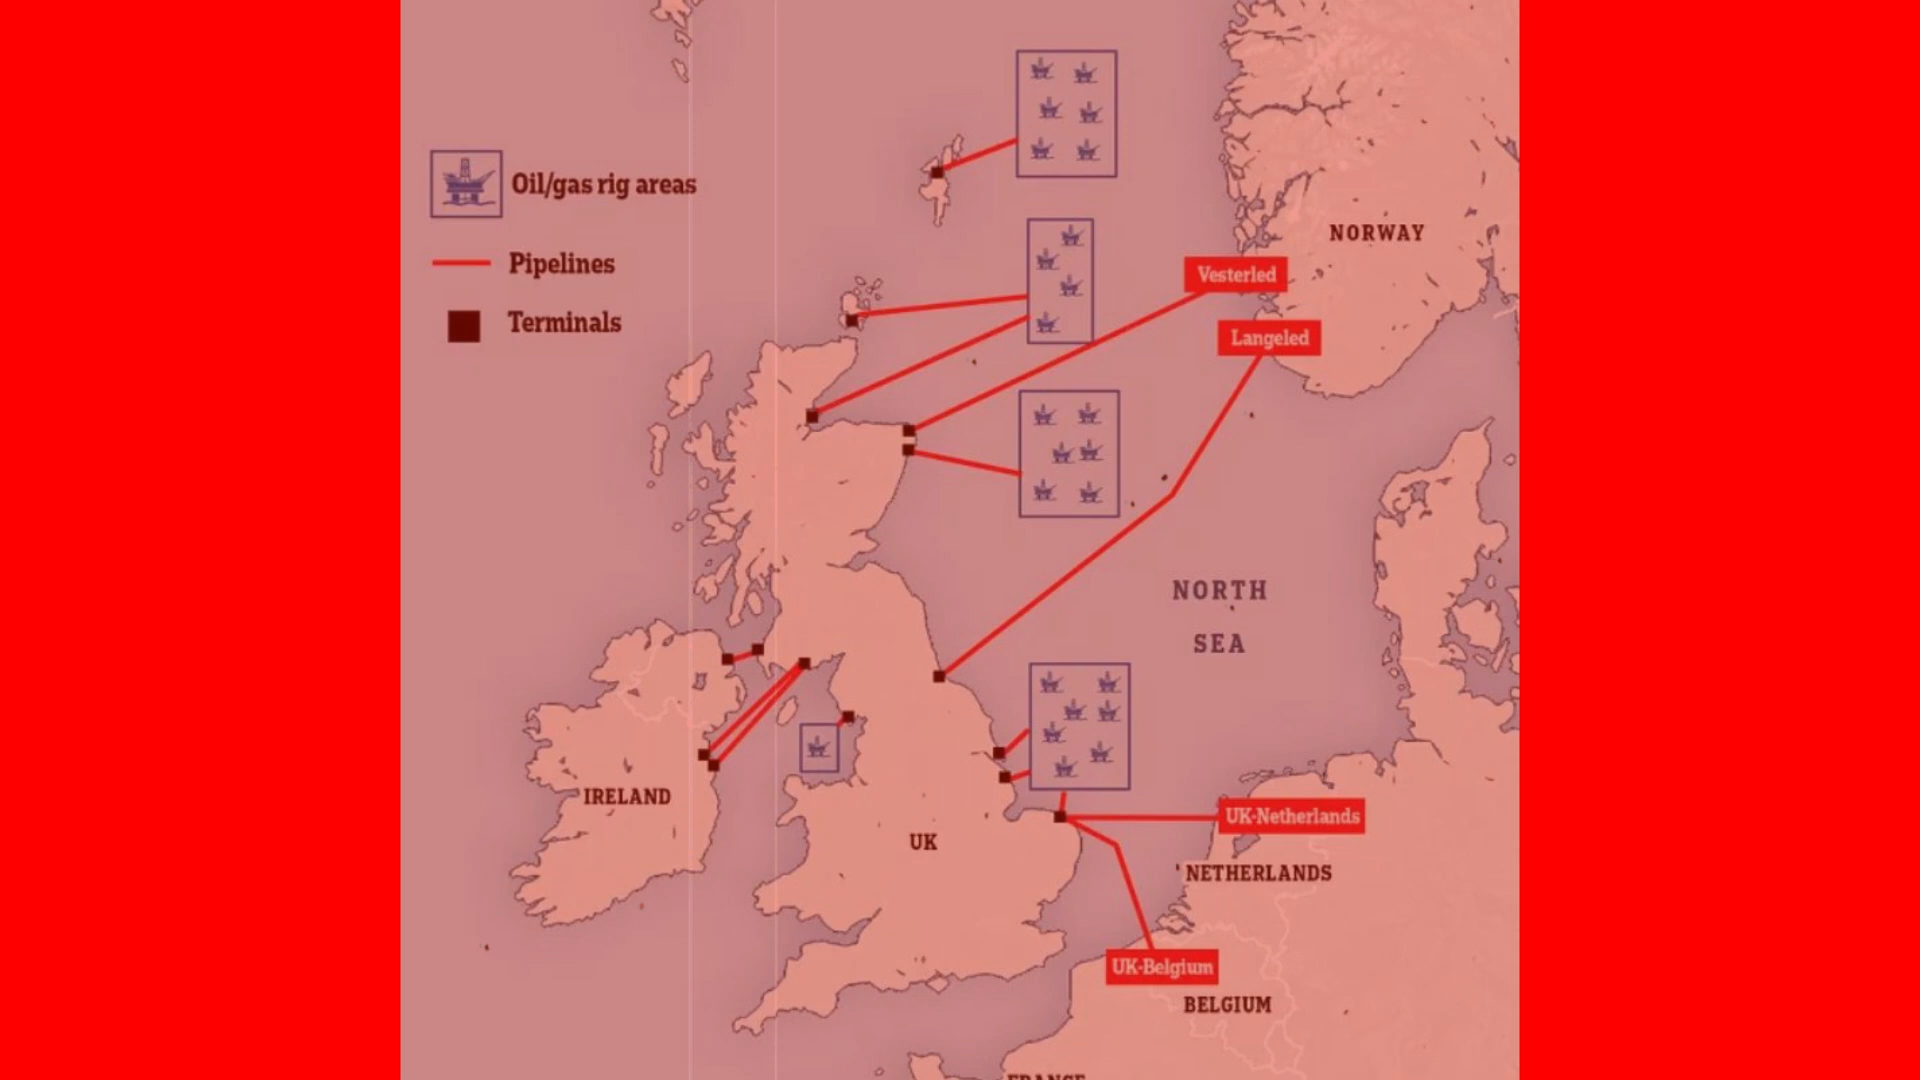 Oil/gas rig areas
Pipelines
Terminals
NORWAY
Vesterled
Langeled
NORTH
SEA
IRELAND
UK
UK-Netherlands
NETHERLANDS
UK-Belgium
BELGIUM
FRANCE